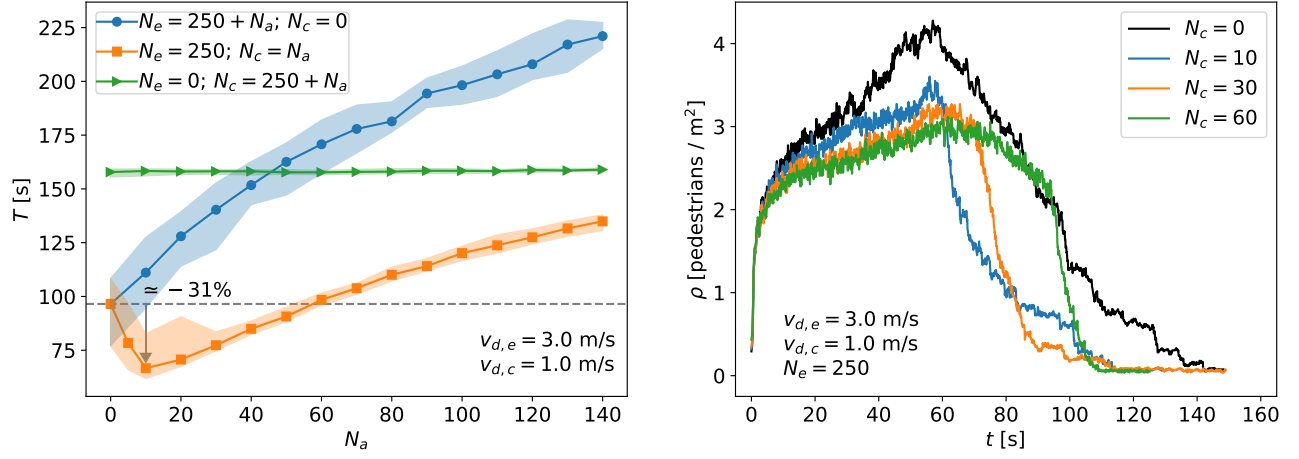 225
200
175
150
125
100
75
T [s]
N_e = 250 + N_a; N_c = 0
N_e = 250; N_c = N_a
N_e = 0; N_c = 250 + N_a
≃ −31%
v_{d,e} = 3.0 m/s
v_{d,c} = 1.0 m/s
0 20 40 60 80 100 120 140
N_a
4
3
2
1
0
ρ [pedestrians / m²]
N_c = 0
N_c = 10
N_c = 30
N_c = 60
v_{d,e} = 3.0 m/s
v_{d,c} = 1.0 m/s
N_e = 250
0 20 40 60 80 100 120 140 160
t [s]